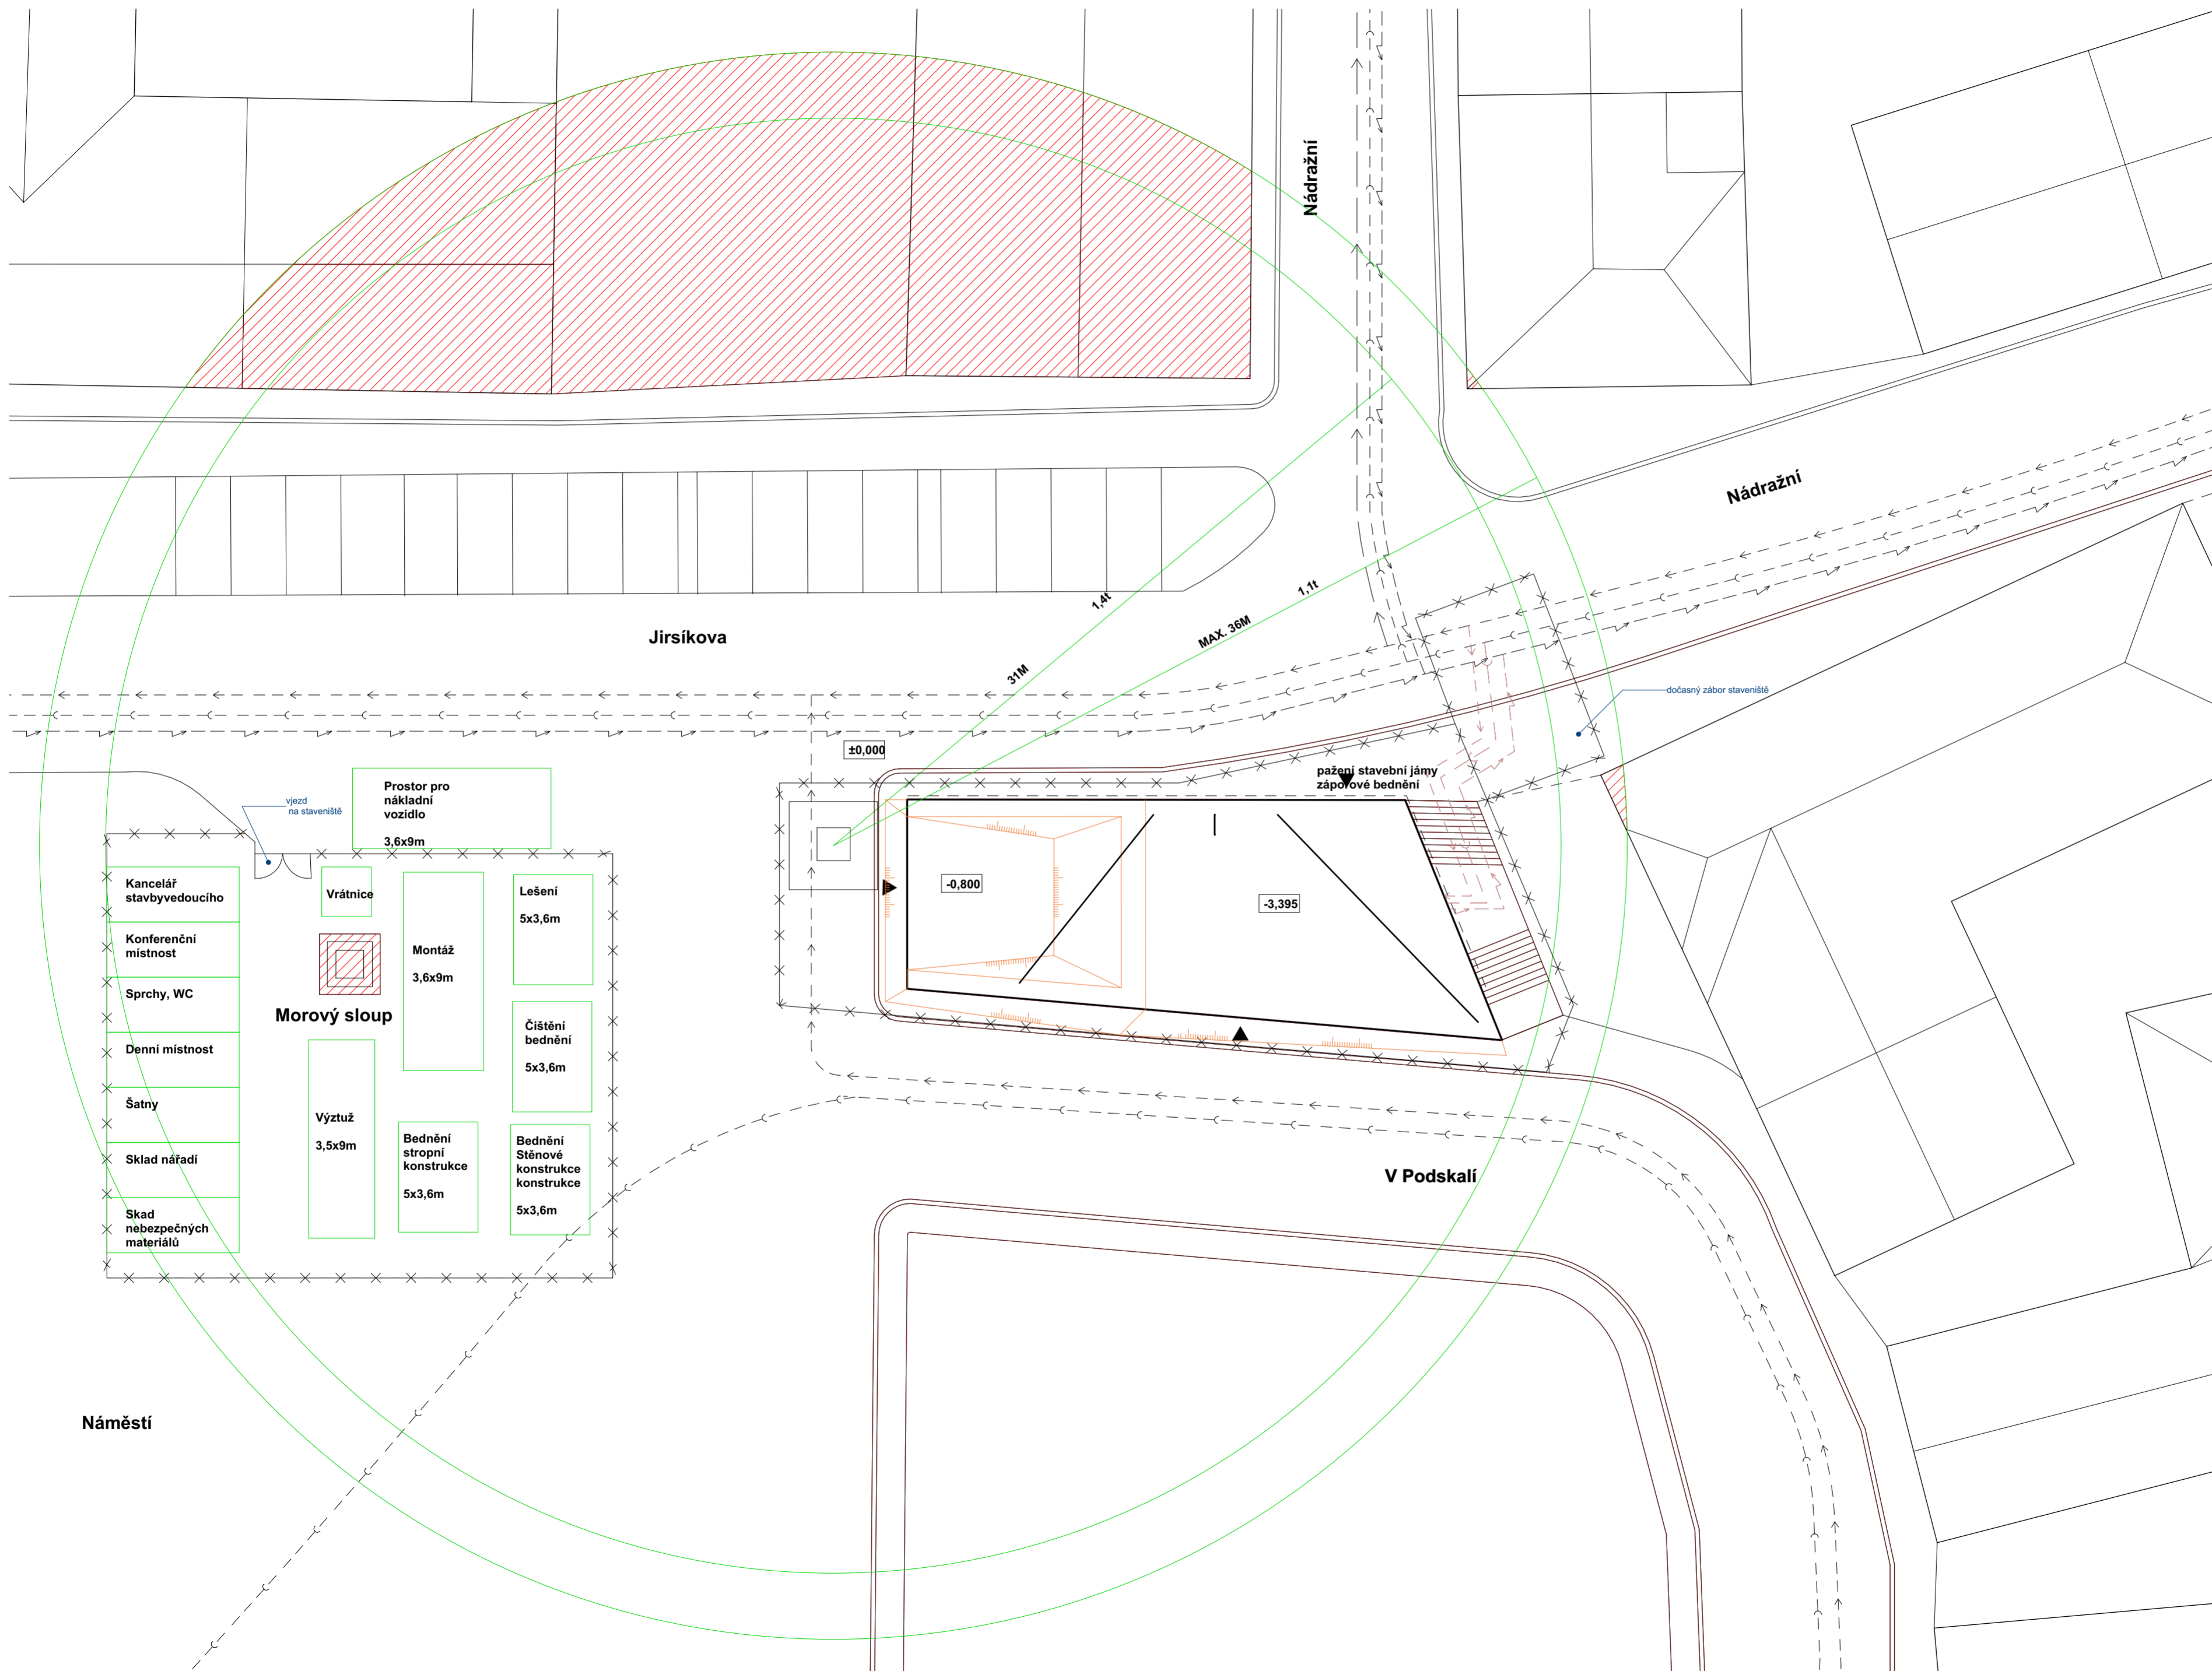 Nádražní
Nádražní
1,4t
1,1t
MAX. 36M
31M
Jirsíkova
dočasný zábor staveniště
±0,000
pažení stavební jámy
záporové bednění
-0,800
-3,395
Prostor pro
nákladní
vozidlo
3,6x9m
vjezd
na staveniště
Kancelář
stavbyvedoucího
Konferenční
místnost
Sprchy, WC
Denní místnost
Šatny
Sklad nářadí
Skad
nebezpečných
materiálů
Vrátnice
Morový sloup
Montáž
3,6x9m
Lešení
5x3,6m
Čištění
bednění
5x3,6m
Výztuž
3,5x9m
Bednění
stropní
konstrukce
5x3,6m
Bednění
Stěnové
konstrukce
konstrukce
5x3,6m
V Podskalí
Náměstí